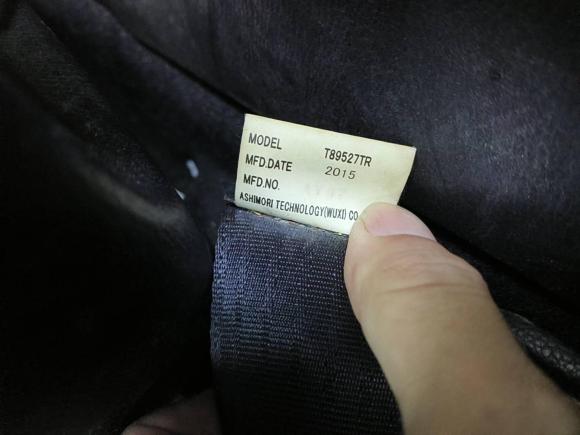 MODEL T89527TR
MFD.DATE 2015
MFD.NO.
ASHIMORI TECHNOLOGY(WUXI) CO